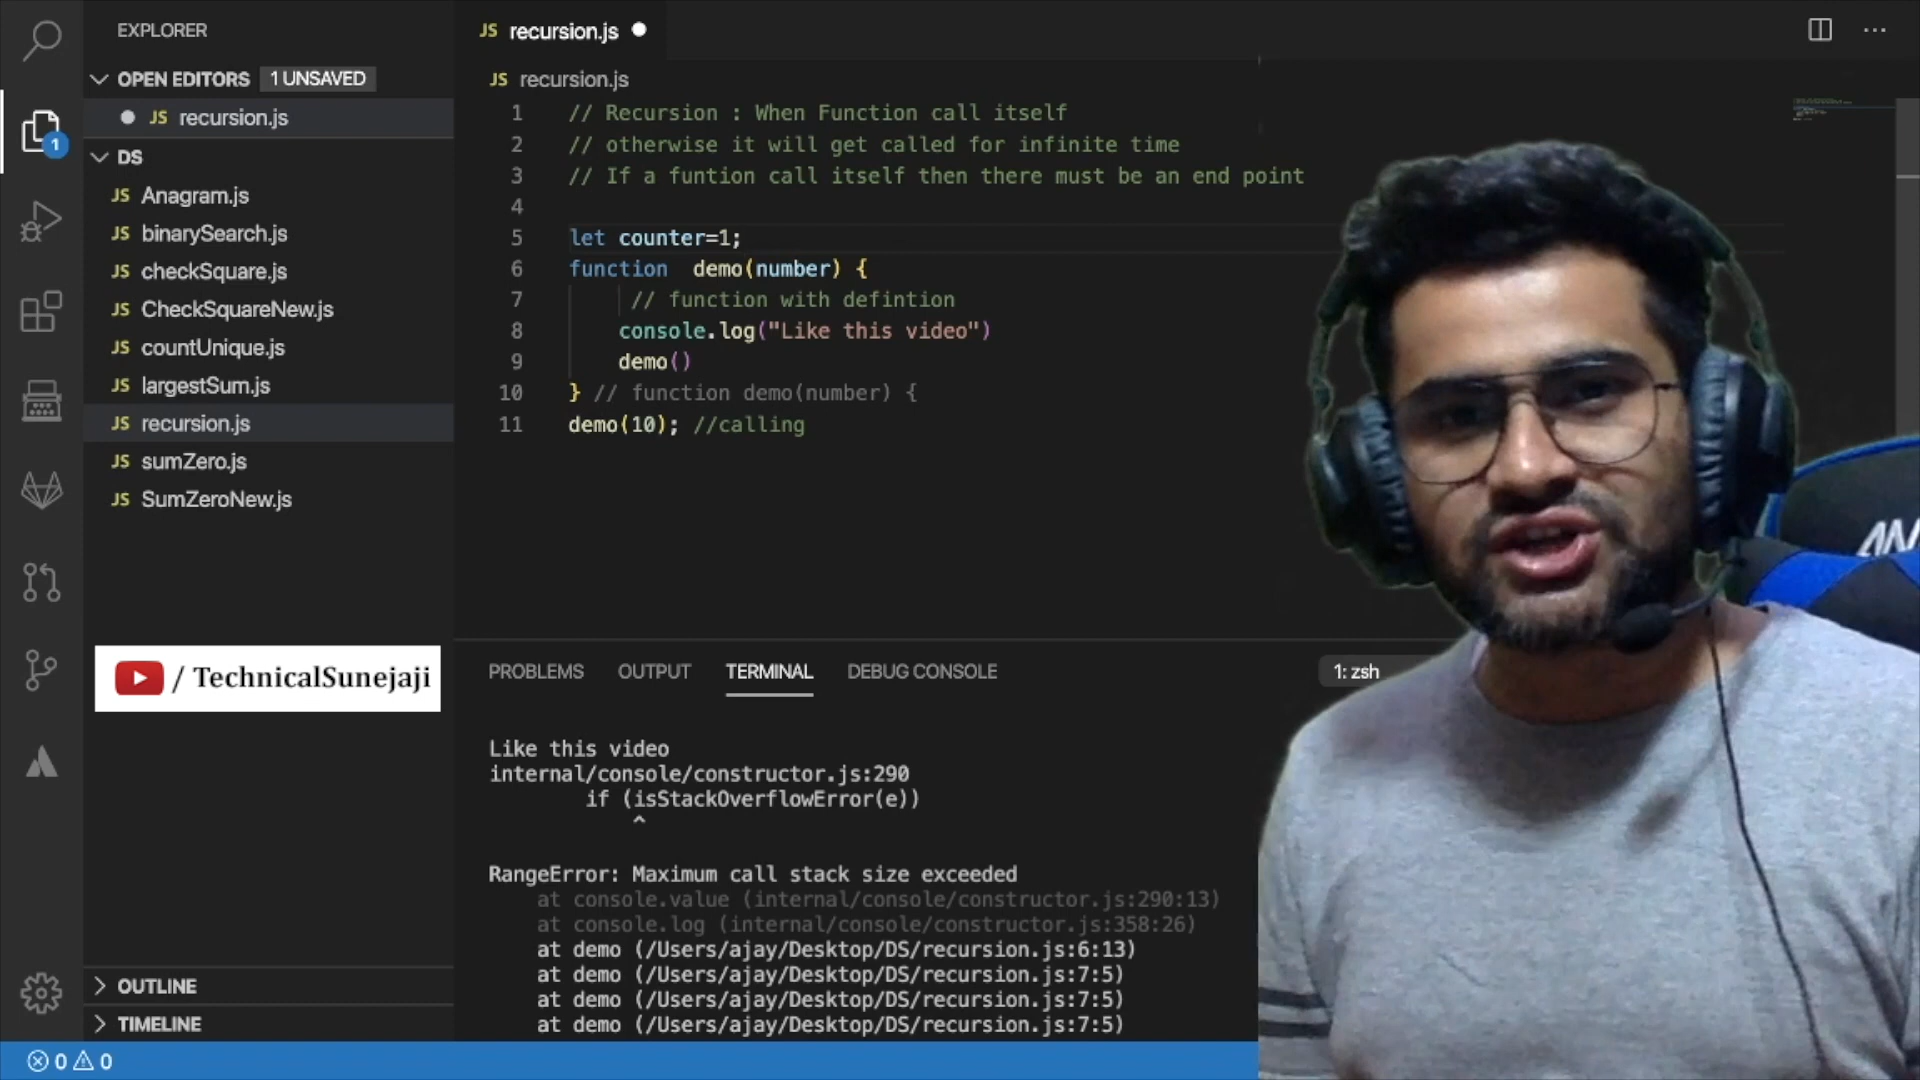 EXPLORER
OPEN EDITORS 1 UNSAVED
JS recursion.js
DS
JS Anagram.js
JS binarySearch.js
JS checkSquare.js
JS CheckSquareNew.js
JS countUnique.js
JS largestSum.js
JS recursion.js
JS sumZero.js
JS SumZeroNew.js
1
/ TechnicalSunejaji
OUTLINE
TIMELINE
0 0
JS recursion.js
JS recursion.js
1 // Recursion : When Function call itself
2 // otherwise it will get called for infinite time
3 // If a funtion call itself then there must be an end point
4
5 let counter=1;
6 function  demo(number) {
7 // function with defintion
8 console.log("Like this video")
9 demo()
10 } // function demo(number) {
11 demo(10); //calling
PROBLEMS OUTPUT TERMINAL DEBUG CONSOLE 1: zsh
Like this video
internal/console/constructor.js:290
if (isStackOverflowError(e))
^
RangeError: Maximum call stack size exceeded
at console.value (internal/console/constructor.js:290:13)
at console.log (internal/console/constructor.js:358:26)
at demo (/Users/ajay/Desktop/DS/recursion.js:6:13)
at demo (/Users/ajay/Desktop/DS/recursion.js:7:5)
at demo (/Users/ajay/Desktop/DS/recursion.js:7:5)
at demo (/Users/ajay/Desktop/DS/recursion.js:7:5)